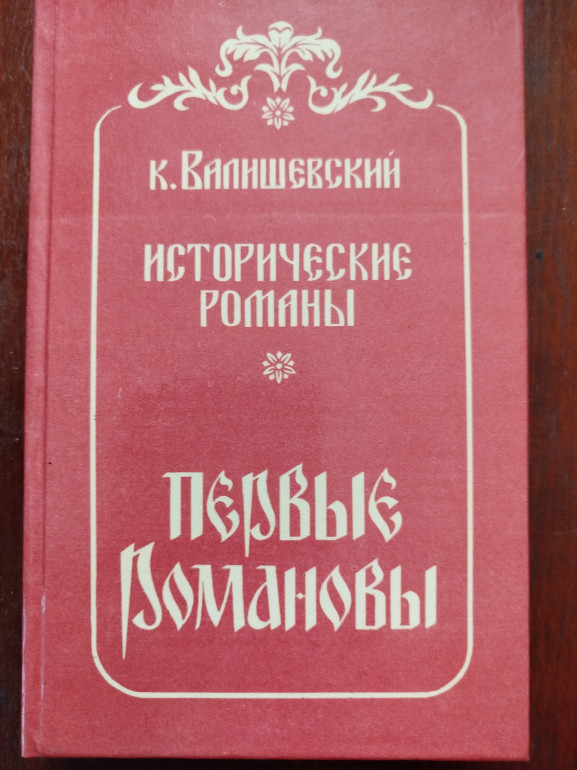 К. Валишевский
ИСТОРИЧЕСКИЕ
РОМАНЫ
ПЕРВЫЕ
РОМАНОВЫ